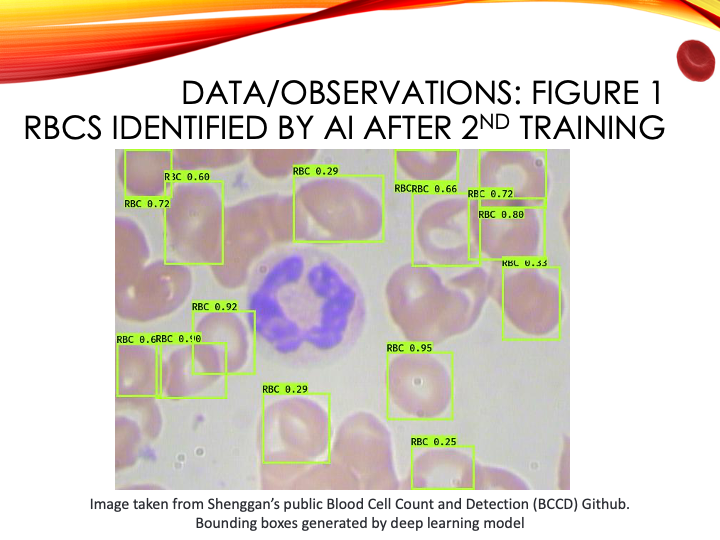 DATA/OBSERVATIONS: FIGURE 1
RBCS IDENTIFIED BY AI AFTER 2ND TRAINING
RBC 0.60
RBC 0.72
RBC 0.29
RBC
RBC 0.66
RBC 0.72
RBC 0.80
RBC 0.33
RBC 0.92
RBC 0.6
RBC 0.90
RBC 0.95
RBC 0.29
RBC 0.25
Image taken from Shenggan’s public Blood Cell Count and Detection (BCCD) Github.
Bounding boxes generated by deep learning model